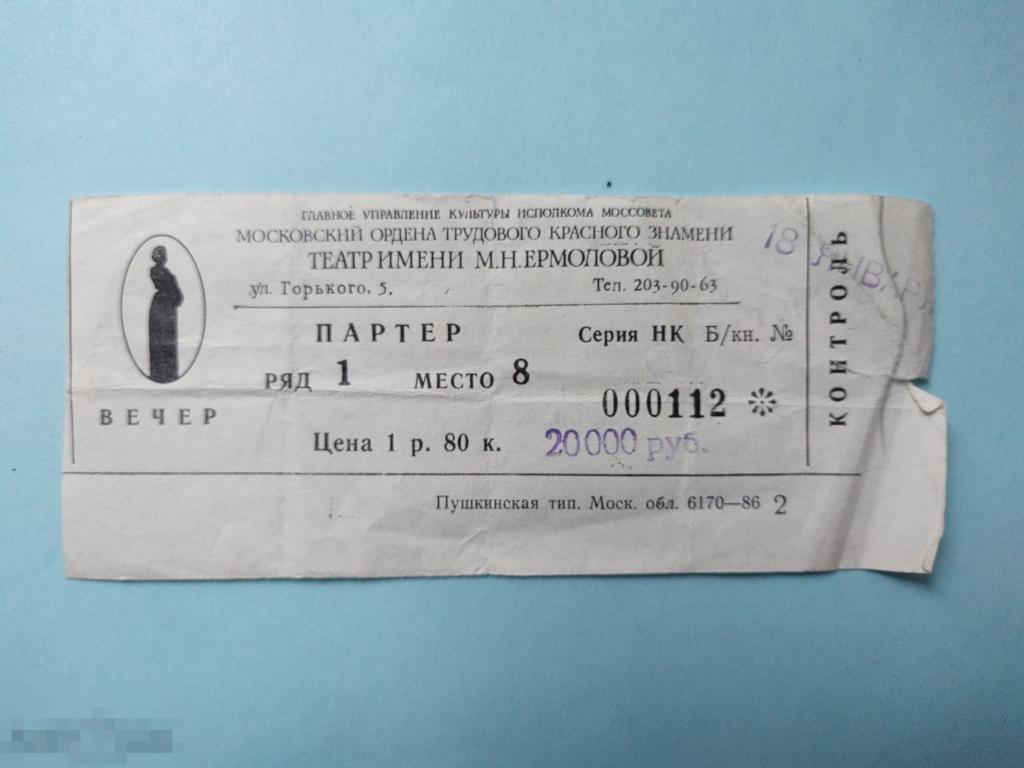 ГЛАВНОЕ УПРАВЛЕНИЕ КУЛЬТУРЫ ИСПОЛКОМА МОССОВЕТА
МОСКОВСКИЙ ОРДЕНА ТРУДОВОГО КРАСНОГО ЗНАМЕНИ
ТЕАТР ИМЕНИ М.Н.ЕРМОЛОВОЙ
ул. Горького, 5. Тел. 203-90-63
18 ЯНВАРЯ
ПАРТЕР Серия НК Б/кн. №
РЯД 1 МЕСТО 8
000112
ВЕЧЕР
Цена 1 р. 80 к. 20000 руб.
КОНТРОЛЬ
Пушкинская тип. Моск. обл. 6170—86 2